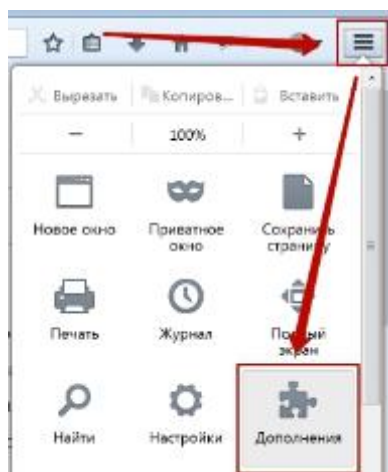 Вырезать Копиров... Вставить
− 100% +
Новое окно Приватное окно Сохранить страницу
Печать Журнал Полный экран
Найти Настройки Дополнения